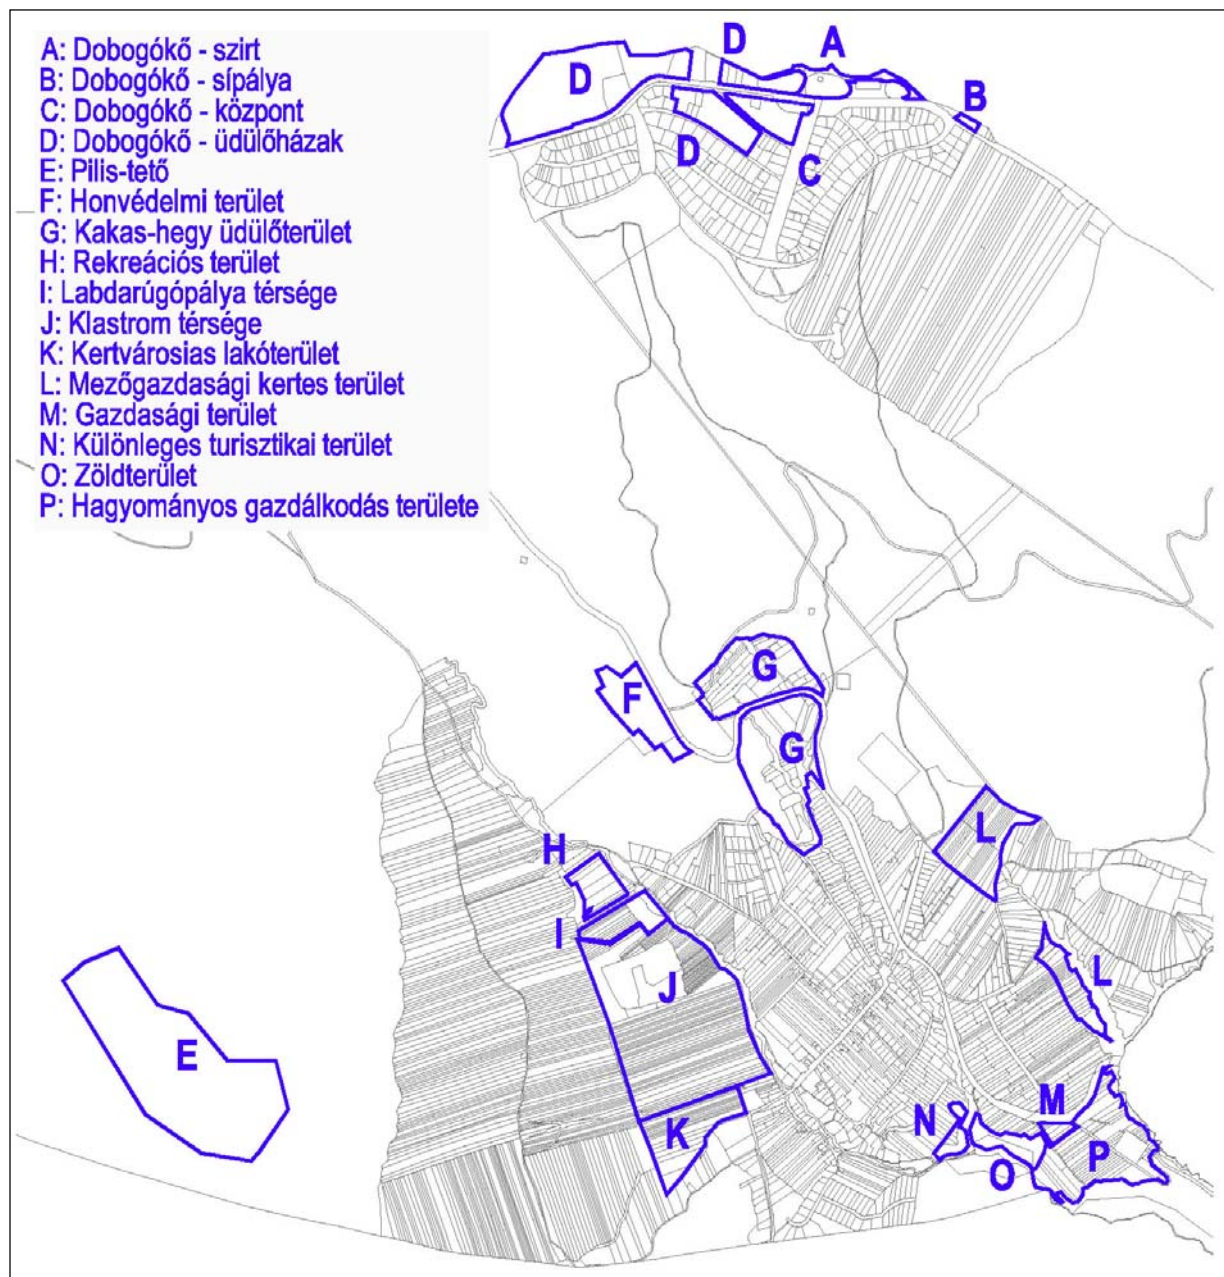 A: Dobogókő - szirt
B: Dobogókő - sípálya
C: Dobogókő - központ
D: Dobogókő - üdülőházak
E: Pilis-tető
F: Honvédelmi terület
G: Kakas-hegy üdülőterület
H: Rekreációs terület
I: Labdarúgópálya térsége
J: Klastrom térsége
K: Kertvárosias lakóterület
L: Mezőgazdasági kertes terület
M: Gazdasági terület
N: Különleges turisztikai terület
O: Zöldterület
P: Hagyományos gazdálkodás területe
D
A
D
B
D
C
G
F
G
L
H
I
J
L
E
M
N
K
P
O